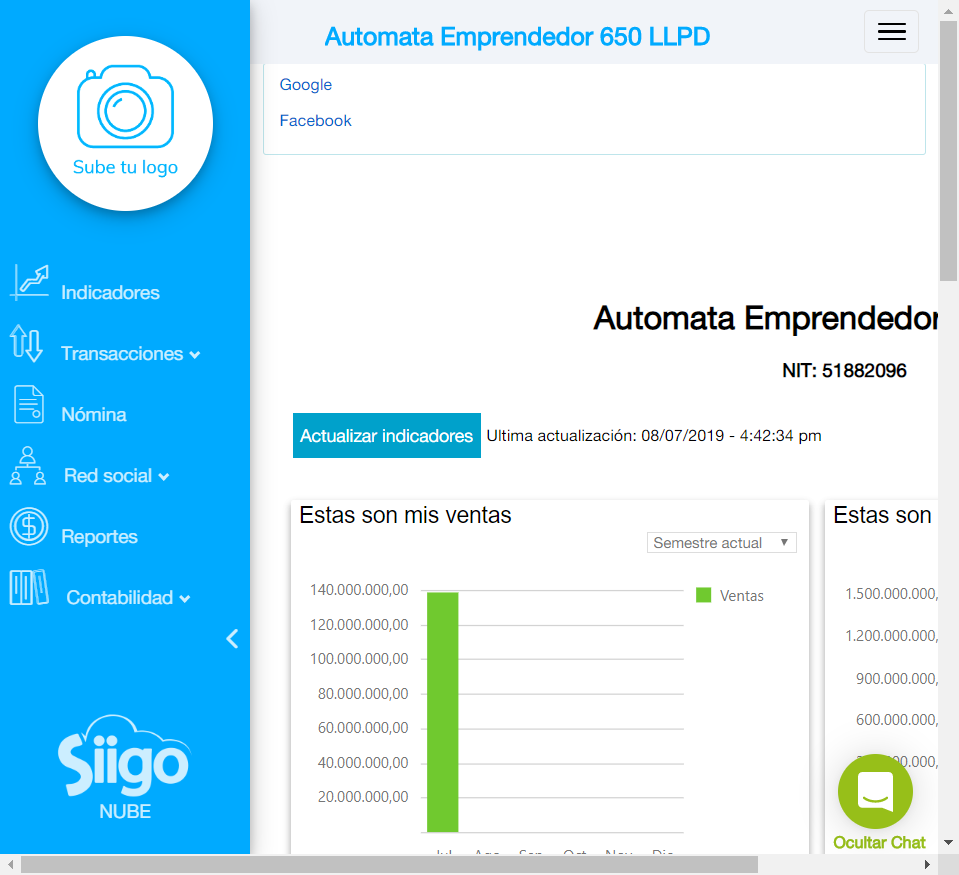 Sube tu logo
Indicadores
Transacciones
Nómina
Red social
Reportes
Contabilidad
Siigo
NUBE
Automata Emprendedor 650 LLPD
Google
Facebook
Automata Emprendedor
NIT: 51882096
Actualizar indicadores
Ultima actualización: 08/07/2019 - 4:42:34 pm
Estas son mis ventas
Semestre actual
140.000.000,00
120.000.000,00
100.000.000,00
80.000.000,00
60.000.000,00
40.000.000,00
20.000.000,00
Ventas
Jul Ago Sep Oct Nov Dic
Estas son
1.500.000.000,
1.200.000.000,
900.000.000,
600.000.000,
Ocultar Chat